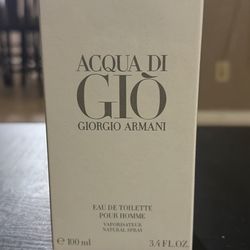 ACQUA DI
GIÒ
GIORGIO ARMANI
EAU DE TOILETTE
POUR HOMME
VAPORISATEUR
NATURAL SPRAY
℮ 100 ml 3.4 FL.OZ.